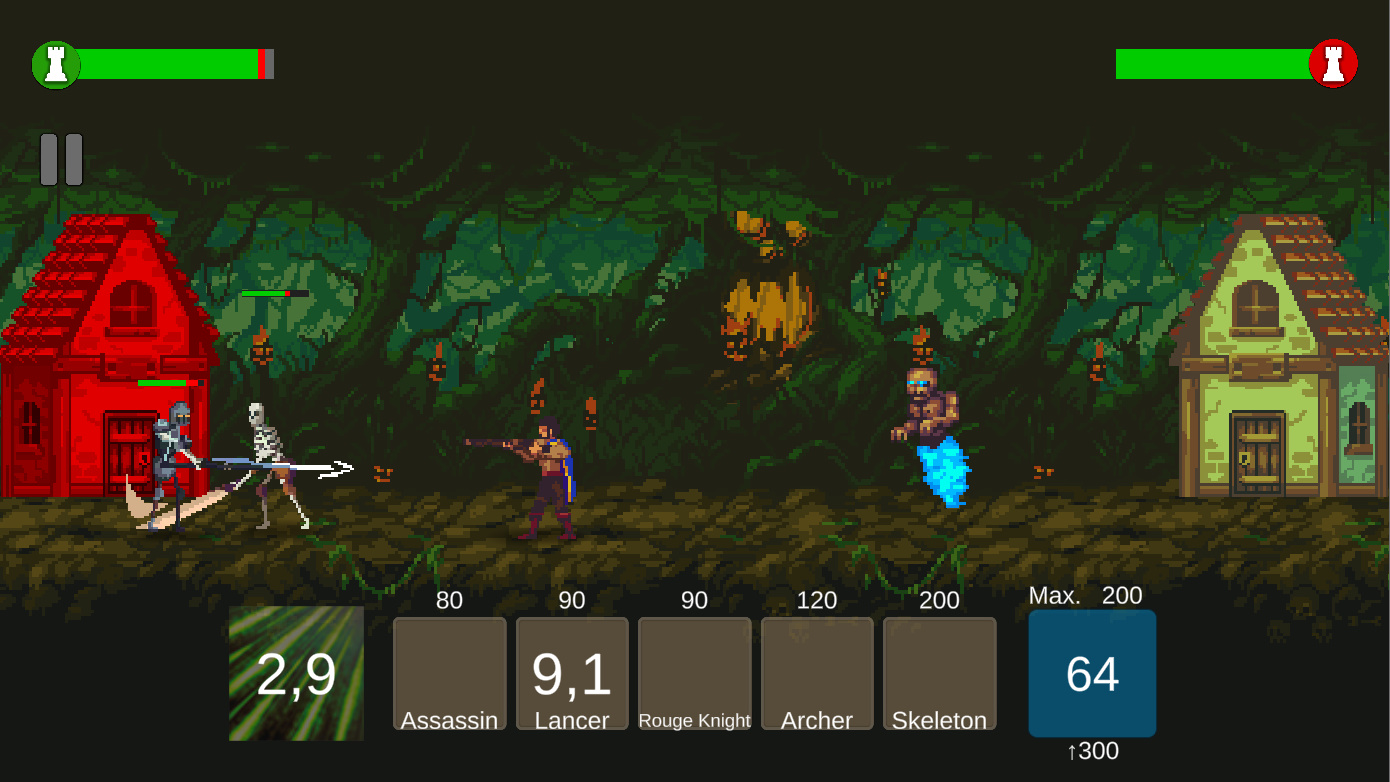 80 90 90 120 200 Max. 200
2,9 9,1 64
Assassin Lancer Rouge Knight Archer Skeleton
↑300